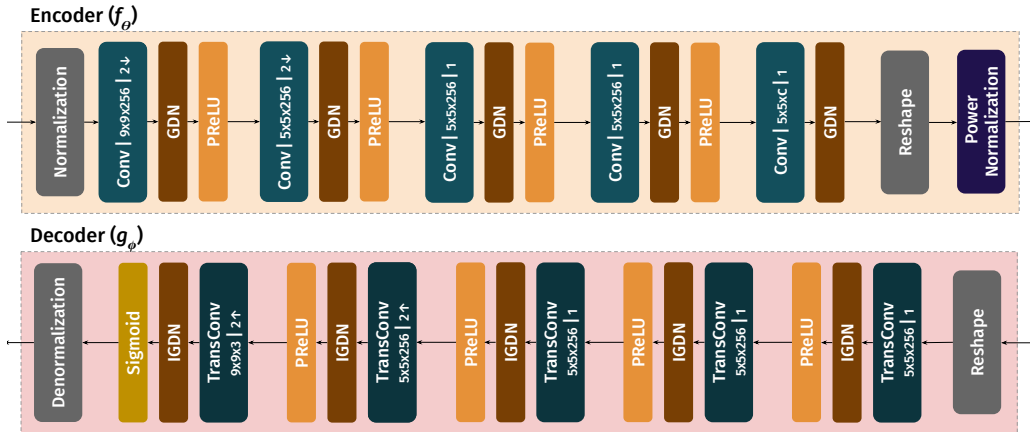 Encoder (fθ)
Normalization
Conv | 9x9x256 | 2↓
GDN
PReLU
Conv | 5x5x256 | 2↓
GDN
PReLU
Conv | 5x5x256 | 1
GDN
PReLU
Conv | 5x5x256 | 1
GDN
PReLU
Conv | 5x55xC | 1
GDN
Reshape
Power
Normalization
Decoder (gϕ)
Denormalization
Sigmoid
IGDN
TransConv
9x9x3 | 2↑
PReLU
IGDN
TransConv
5x5x256 | 2↑
PReLU
IGDN
TransConv
5x5x256 | 1
PReLU
IGDN
TransConv
5x5x256 | 1
PReLU
IGDN
TransConv
5x5x256 | 1
Reshape